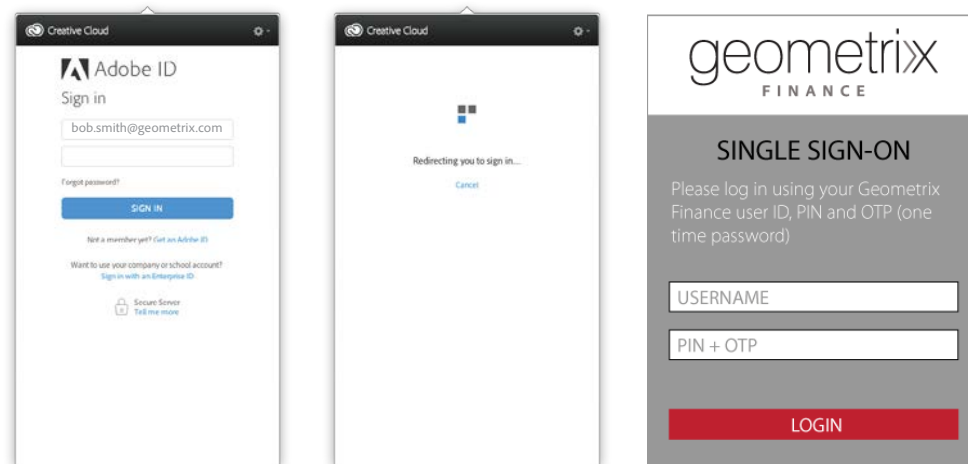 Creative Cloud
Adobe ID
Sign in
bob.smith@geometrix.com
Forgot password?
SIGN IN
Not a member yet? Get an Adobe ID
Want to use your company or school account?
Sign in with an Enterprise ID
Secure Server
Tell me more
Creative Cloud
Redirecting you to sign in...
Cancel
geometrixx
FINANCE
SINGLE SIGN-ON
Please log in using your Geometrix
Finance user ID, PIN and OTP (one
time password)
USERNAME
PIN + OTP
LOGIN